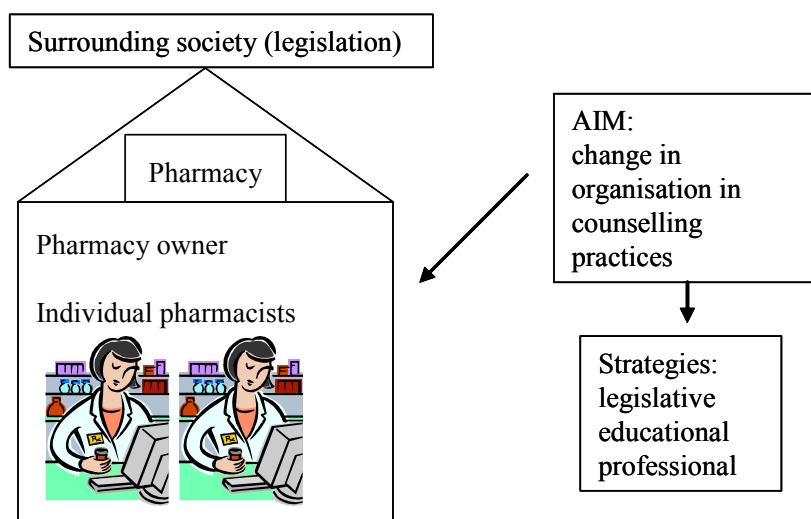 Surrounding society (legislation)
Pharmacy
Pharmacy owner
Individual pharmacists
AIM:
change in
organisation in
counselling
practices
Strategies:
legislative
educational
professional